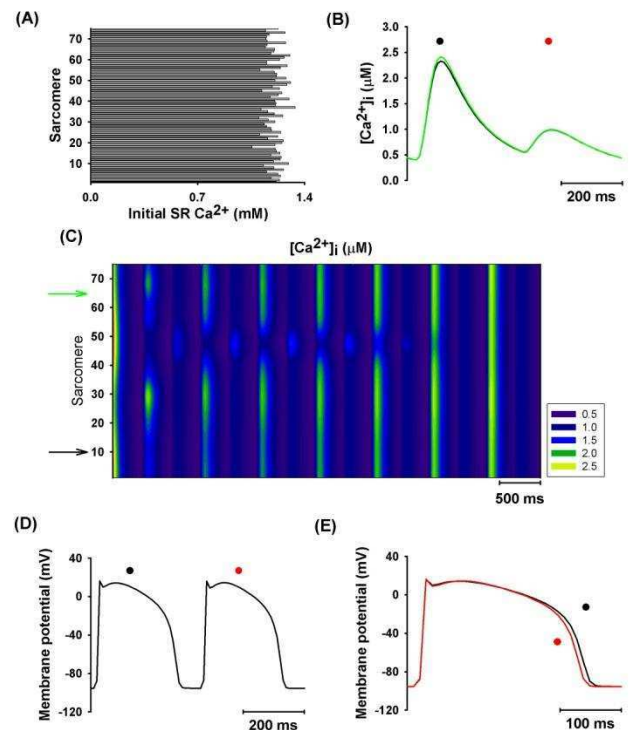 (A)
70
60
50
40
30
20
10
Sarcomere
0.0 0.7 1.4
Initial SR Ca2+ (mM)
(B)
3.0
2.5
2.0
1.5
1.0
0.5
0.0
[Ca2+]i (μM)
200 ms
(C)
[Ca2+]i (μM)
70
60
50
40
30
20
10
Sarcomere
0.5
1.0
1.5
2.0
2.5
500 ms
(D)
40
0
-40
-80
-120
Membrane potential (mV)
200 ms
(E)
40
0
-40
-80
-120
Membrane potential (mV)
100 ms